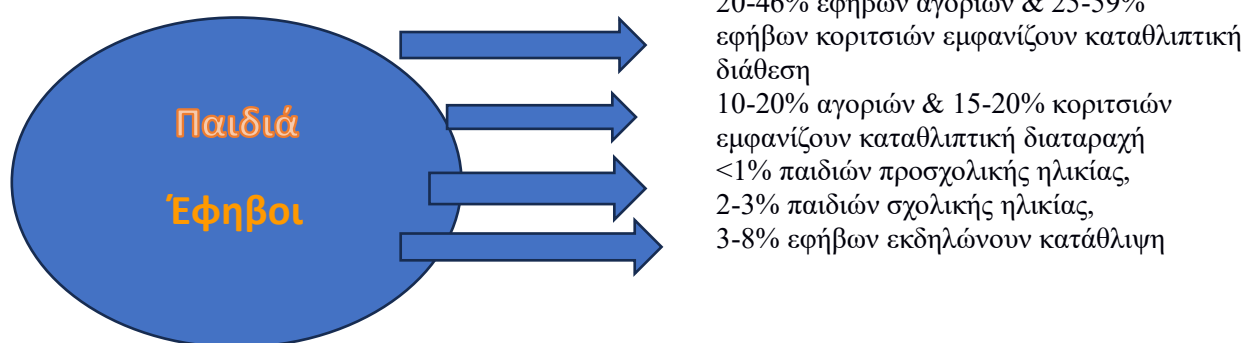 Παιδιά
Έφηβοι
20-46% εφήβων αγοριών & 25-59%
εφήβων κοριτσιών εμφανίζουν καταθλιπτική
διάθεση
10-20% αγοριών & 15-20% κοριτσιών
εμφανίζουν καταθλιπτική διαταραχή
<1% παιδιών προσχολικής ηλικίας,
2-3% παιδιών σχολικής ηλικίας,
3-8% εφήβων εκδηλώνουν κατάθλιψη